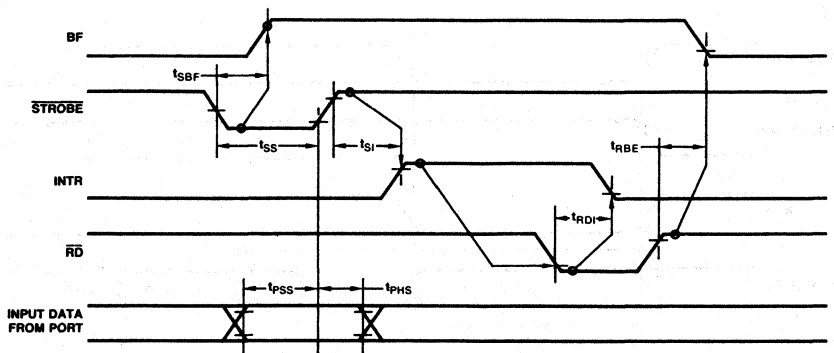 BF
tSBF
STROBE
tSS
tSI
tRBE
INTR
tRDI
RD
tPSS
tPHS
INPUT DATA
FROM PORT